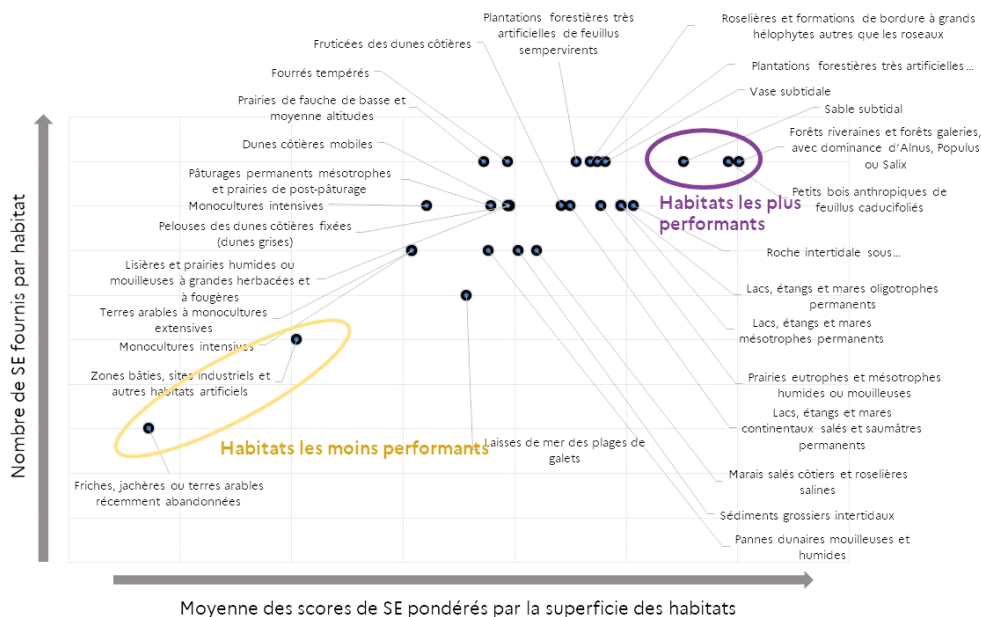 Plantations forestières très
artificielles de feuillus
sempervirents
Roselières et formations de bordure à grands
hélophytes autres que les roseaux
Fruticées des dunes côtières
Plantations forestières très artificielles...
Fourrés tempérés
Vase subtidale
Prairies de fauche de basse et
moyenne altitudes
Sable subtidal
Forêts riveraines et forêts galeries,
avec dominance d'Alnus, Populus
ou Salix
Dunes côtières mobiles
Pâturages permanents mésotrophes
et prairies de post-pâturage
Petits bois anthropiques de
feuillus caducifoliés
Habitats les plus
performants
Monocultures intensives
Pelouses des dunes côtières fixées
(dunes grises)
Roche intertidale sous...
Lisières et prairies humides ou
mouilleuses à grandes herbacées et
à fougères
Lacs, étangs et mares oligotrophes
permanents
Terres arables à monocultures
extensives
Lacs, étangs et mares
mésotrophes permanents
Monocultures intensives
Zones bâties, sites industriels et
autres habitats artificiels
Prairies eutrophes et mésotrophes
humides ou mouilleuses
Lacs, étangs et mares
continentaux salés et saumâtres
permanents
Habitats les moins performants
Laisses de mer des plages de
galets
Marais salés côtiers et roselières
salines
Friches, jachères ou terres arables
récemment abandonnées
Sédiments grossiers intertidaux
Pannes dunaires mouilleuses et
humides
Nombre de SE fournis par habitat
Moyenne des scores de SE pondérés par la superficie des habitats